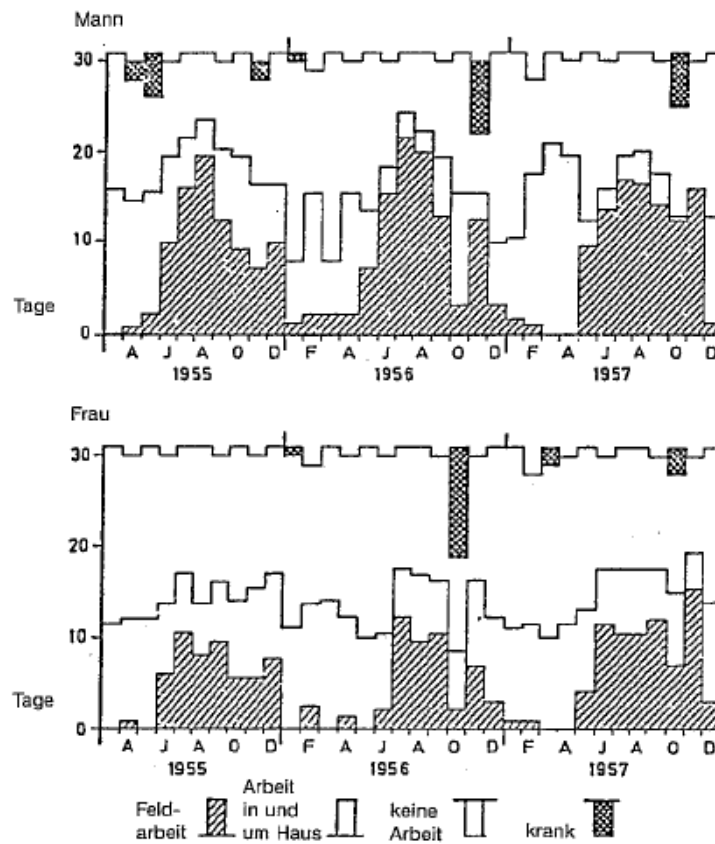 Mann
30
20
10
Tage
0
A J A O D F A J A O D F A J A O D
1955 1956 1957
Frau
30
20
10
Tage
0
A J A O D F A J A O D F A J A O D
1955 1956 1957
Feld-
arbeit
Arbeit
in und
um Haus
keine
Arbeit
krank